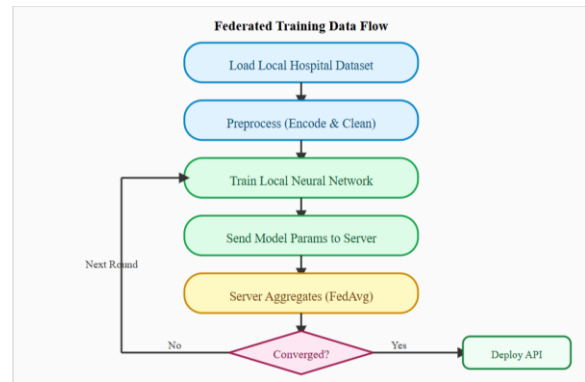 Federated Training Data Flow
Load Local Hospital Dataset
Preprocess (Encode & Clean)
Train Local Neural Network
Send Model Params to Server
Next Round
Server Aggregates (FedAvg)
No
Converged?
Yes
Deploy API